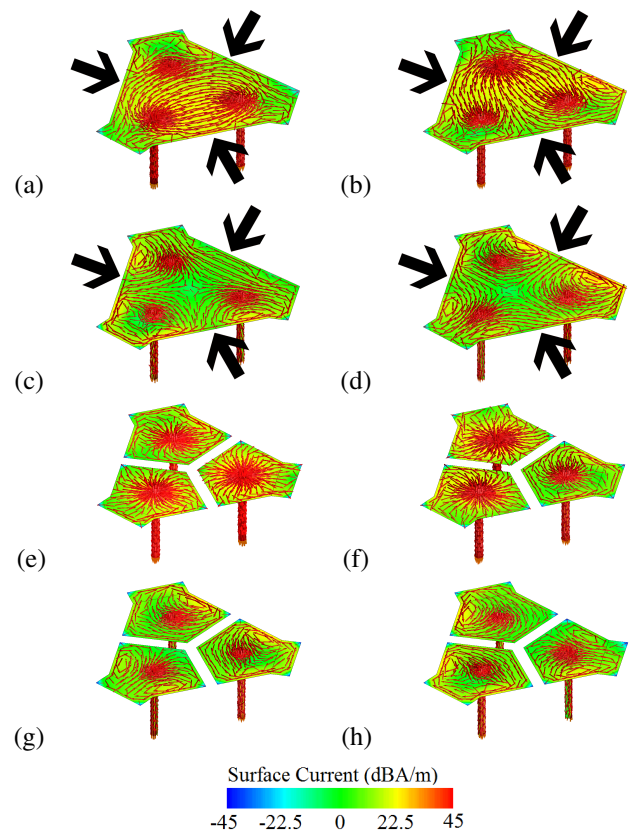 (a)
(b)
(c)
(d)
(e)
(f)
(g)
(h)
Surface Current (dBA/m)
-45 -22.5 0 22.5 45